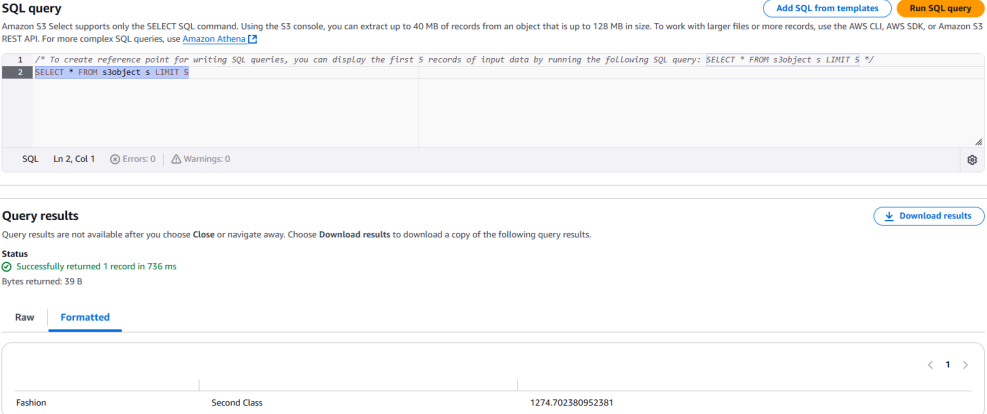 SQL query
Add SQL from templates
Run SQL query
Amazon S3 Select supports only the SELECT SQL command. Using the S3 console, you can extract up to 40 MB of records from an object that is up to 128 MB in size. To work with larger files or more records, use the AWS CLI, AWS SDK, or Amazon S3
REST API. For more complex SQL queries, use Amazon Athena
1 /* To create reference point for writing SQL queries, you can display the first 5 records of input data by running the following SQL query: SELECT * FROM s3object s LIMIT 5 */
2 SELECT * FROM s3object s LIMIT 5
SQL Ln 2, Col 1 Errors: 0 Warnings: 0
Query results
Download results
Query results are not available after you choose Close or navigate away. Choose Download results to download a copy of the following query results.
Status
Successfully returned 1 record in 736 ms
Bytes returned: 39 B
Raw Formatted
< 1 >
Fashion Second Class 1274.702380952381